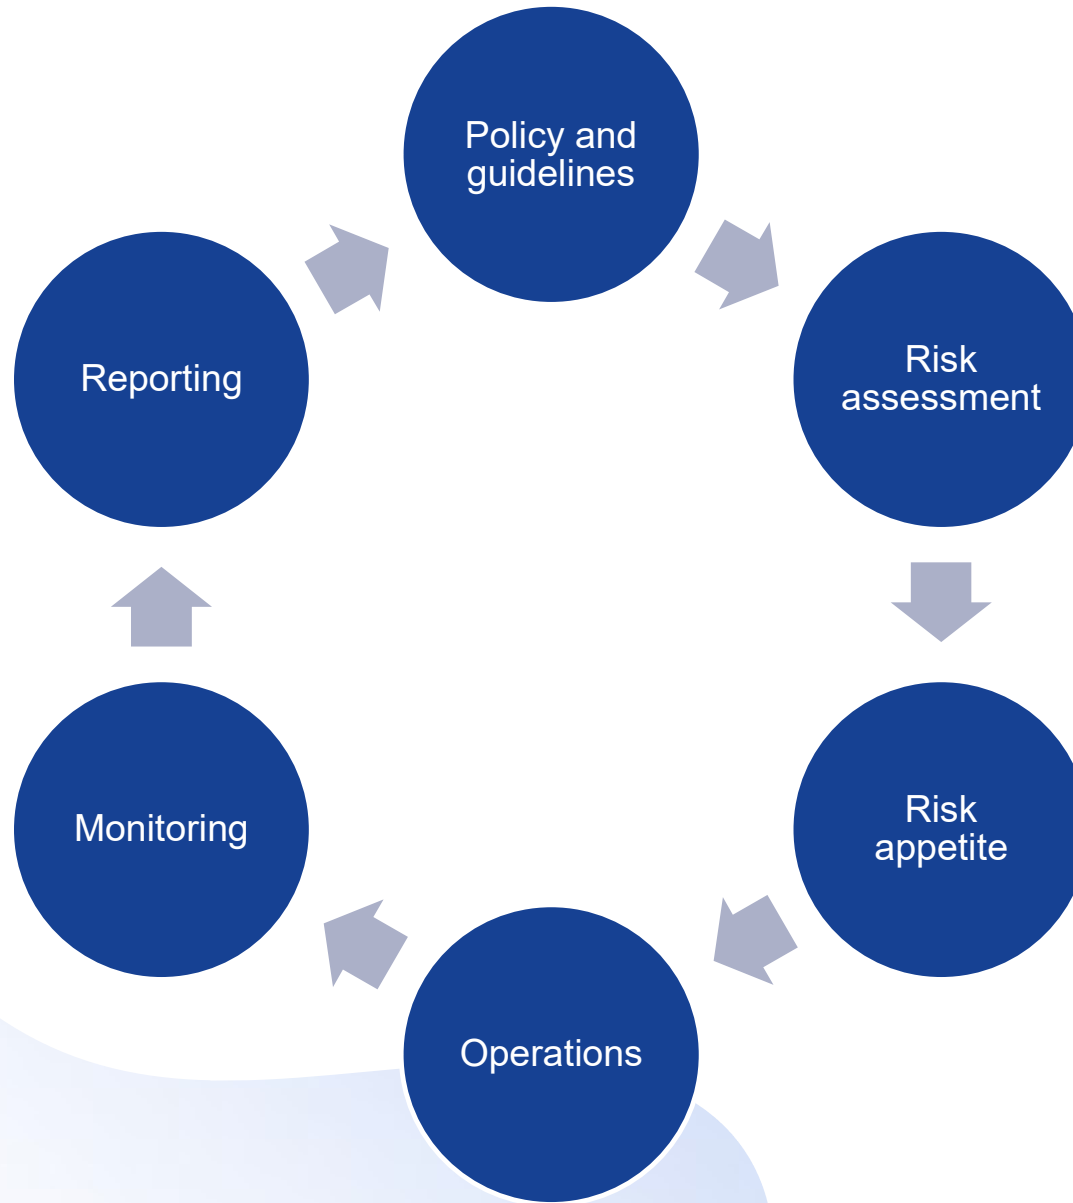 Policy and
guidelines
Risk
assessment
Risk
appetite
Operations
Monitoring
Reporting